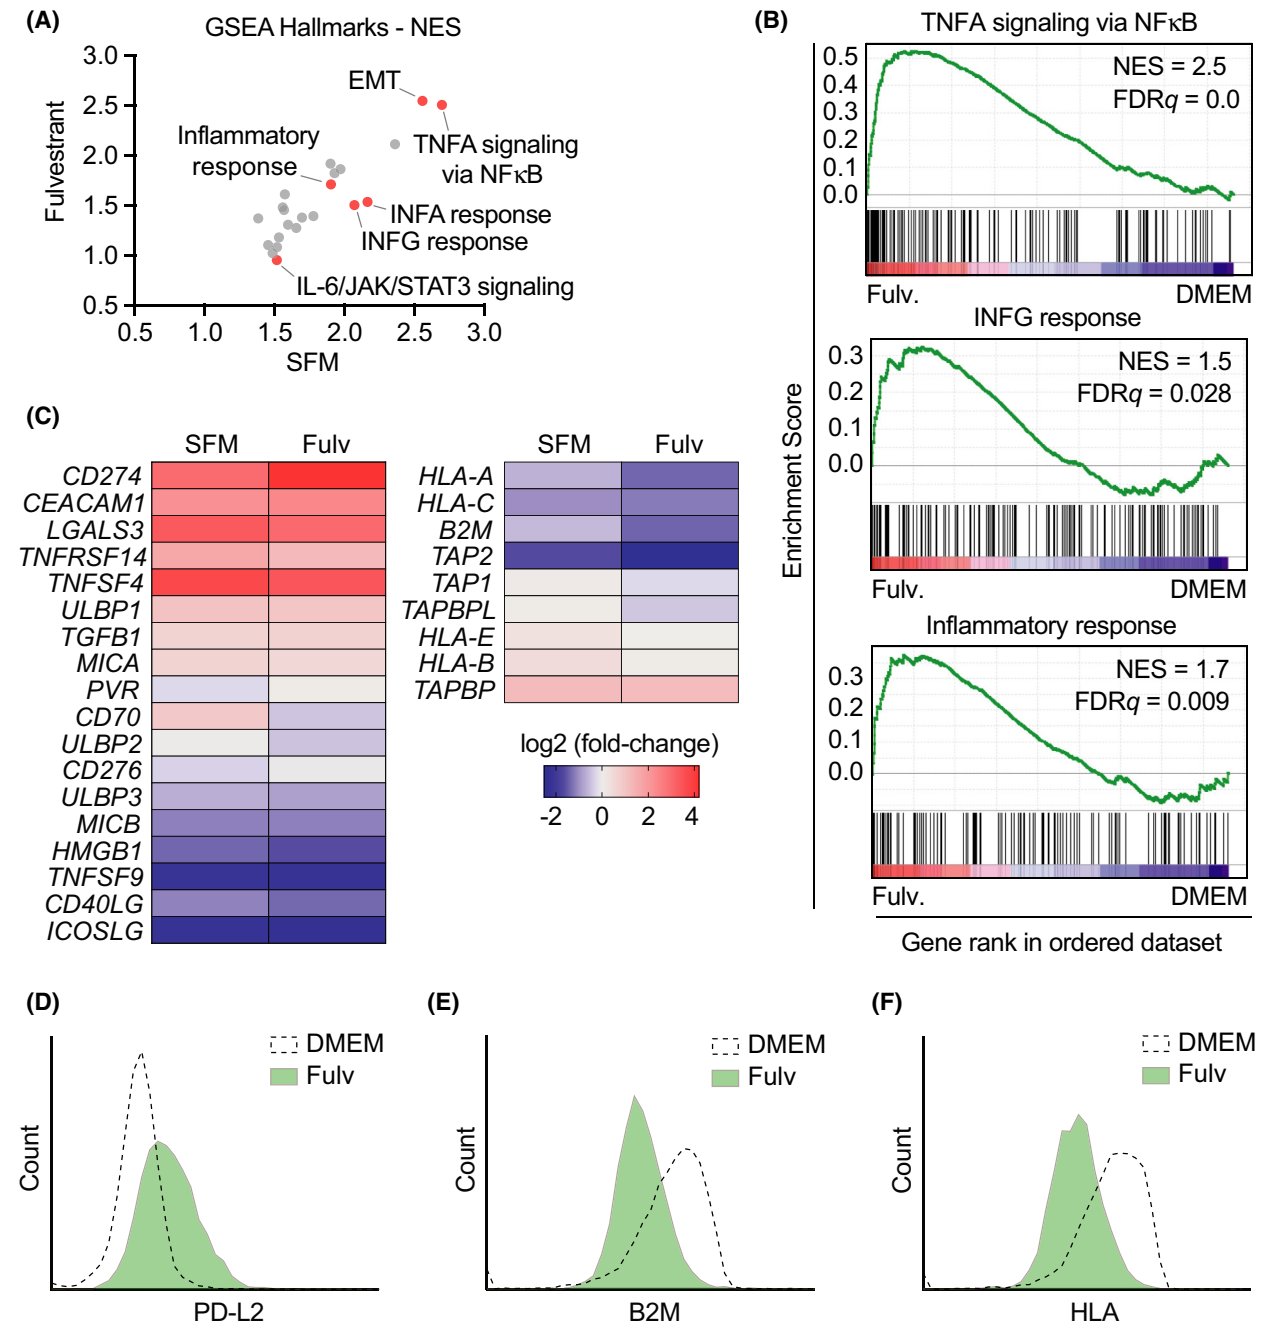 (A)
GSEA Hallmarks - NES
Fulvestrant
3.0
2.5
2.0
1.5
1.0
0.5
EMT
Inflammatory
response
TNFA signaling
via NFκB
INFA response
INFG response
IL-6/JAK/STAT3 signaling
0.5 1.0 1.5 2.0 2.5 3.0
SFM
(B)
Enrichment Score
TNFA signaling via NFκB
0.5
0.4
0.3
0.2
0.1
0.0
NES = 2.5
FDRq = 0.0
Fulv. DMEM
INFG response
0.3
0.2
0.1
0.0
NES = 1.5
FDRq = 0.028
Fulv. DMEM
Inflammatory response
0.3
0.2
0.1
0.0
NES = 1.7
FDRq = 0.009
Fulv. DMEM
Gene rank in ordered dataset
(C)
SFM Fulv
CD274
CEACAM1
LGALS3
TNFRSF14
TNFSF4
ULBP1
TGFB1
MICA
PVR
CD70
ULBP2
CD276
ULBP3
MICB
HMGB1
TNFSF9
CD40LG
ICOSLG
SFM Fulv
HLA-A
HLA-C
B2M
TAP2
TAP1
TAPBPL
HLA-E
HLA-B
TAPBP
log2 (fold-change)
-2 0 2 4
(D)
DMEM
Fulv
Count
PD-L2
(E)
DMEM
Fulv
Count
B2M
(F)
DMEM
Fulv
Count
HLA